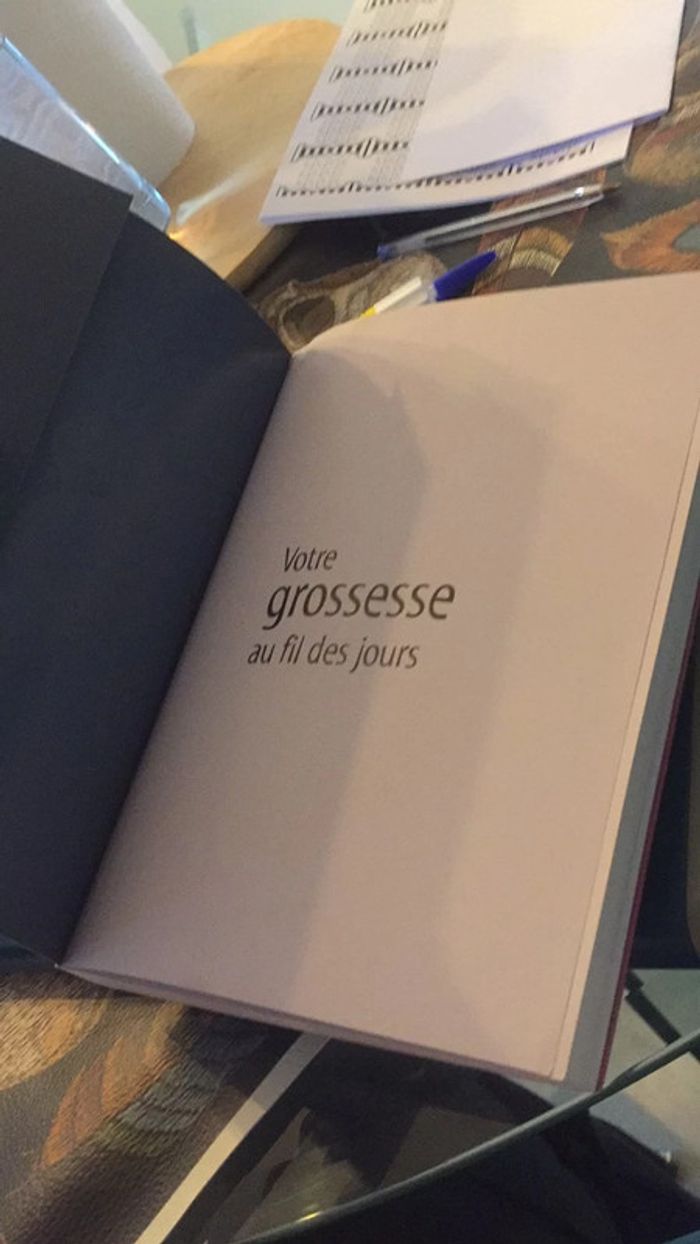 Votre
grossesse
au fil des jours